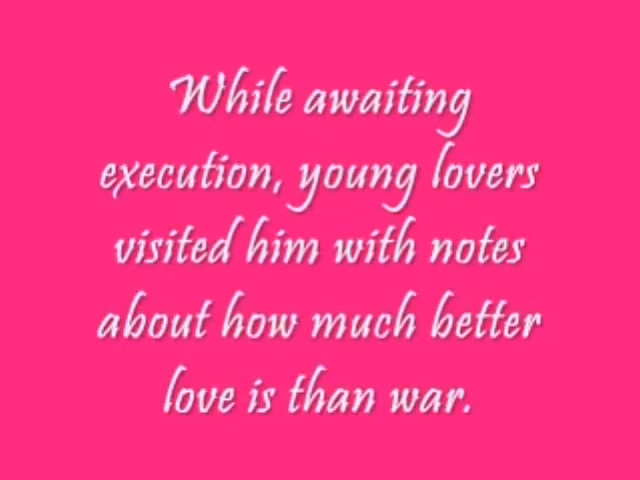 While awaiting
execution, young lovers
visited him with notes
about how much better
love is than war.